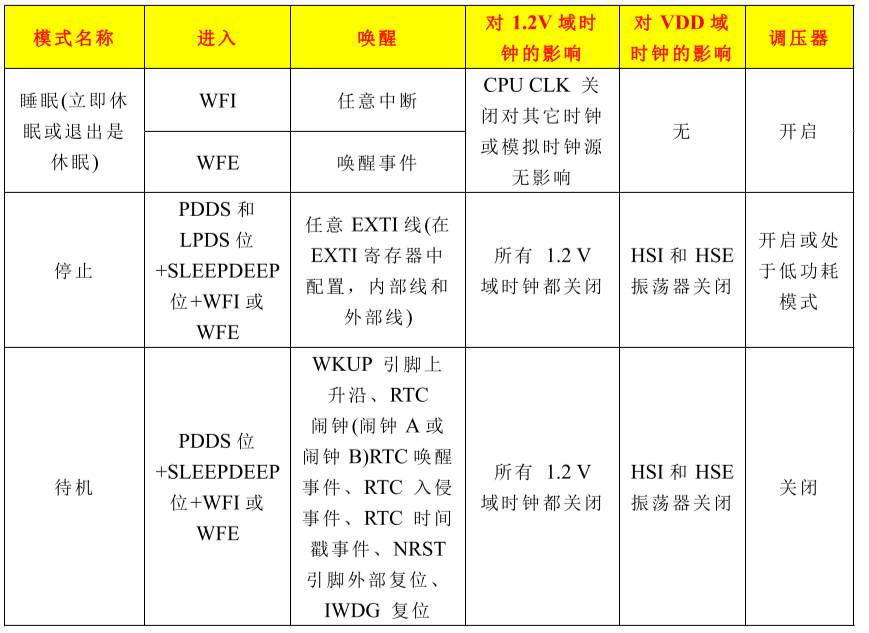 模式名称
进入
唤醒
对 1.2V 域时
钟的影响
对 VDD 域
时钟的影响
调压器
睡眠(立即休
眠或退出是
休眠)
WFI
任意中断
WFE
唤醒事件
CPU CLK 关
闭对其它时钟
或模拟时钟源
无影响
无
开启
停止
PDDS 和
LPDS 位
+SLEEPDEEP
位+WFI 或
WFE
任意 EXTI 线(在
EXTI 寄存器中
配置，内部线和
外部线)
所有 1.2 V
域时钟都关闭
HSI 和 HSE
振荡器关闭
开启或处
于低功耗
模式
待机
PDDS 位
+SLEEPDEEP
位+WFI 或
WFE
WKUP 引脚上
升沿、RTC
闹钟(闹钟 A 或
闹钟 B)RTC 唤醒
事件、RTC 入侵
事件、RTC 时间
戳事件、NRST
引脚外部复位、
IWDG 复位
所有 1.2 V
域时钟都关闭
HSI 和 HSE
振荡器关闭
关闭